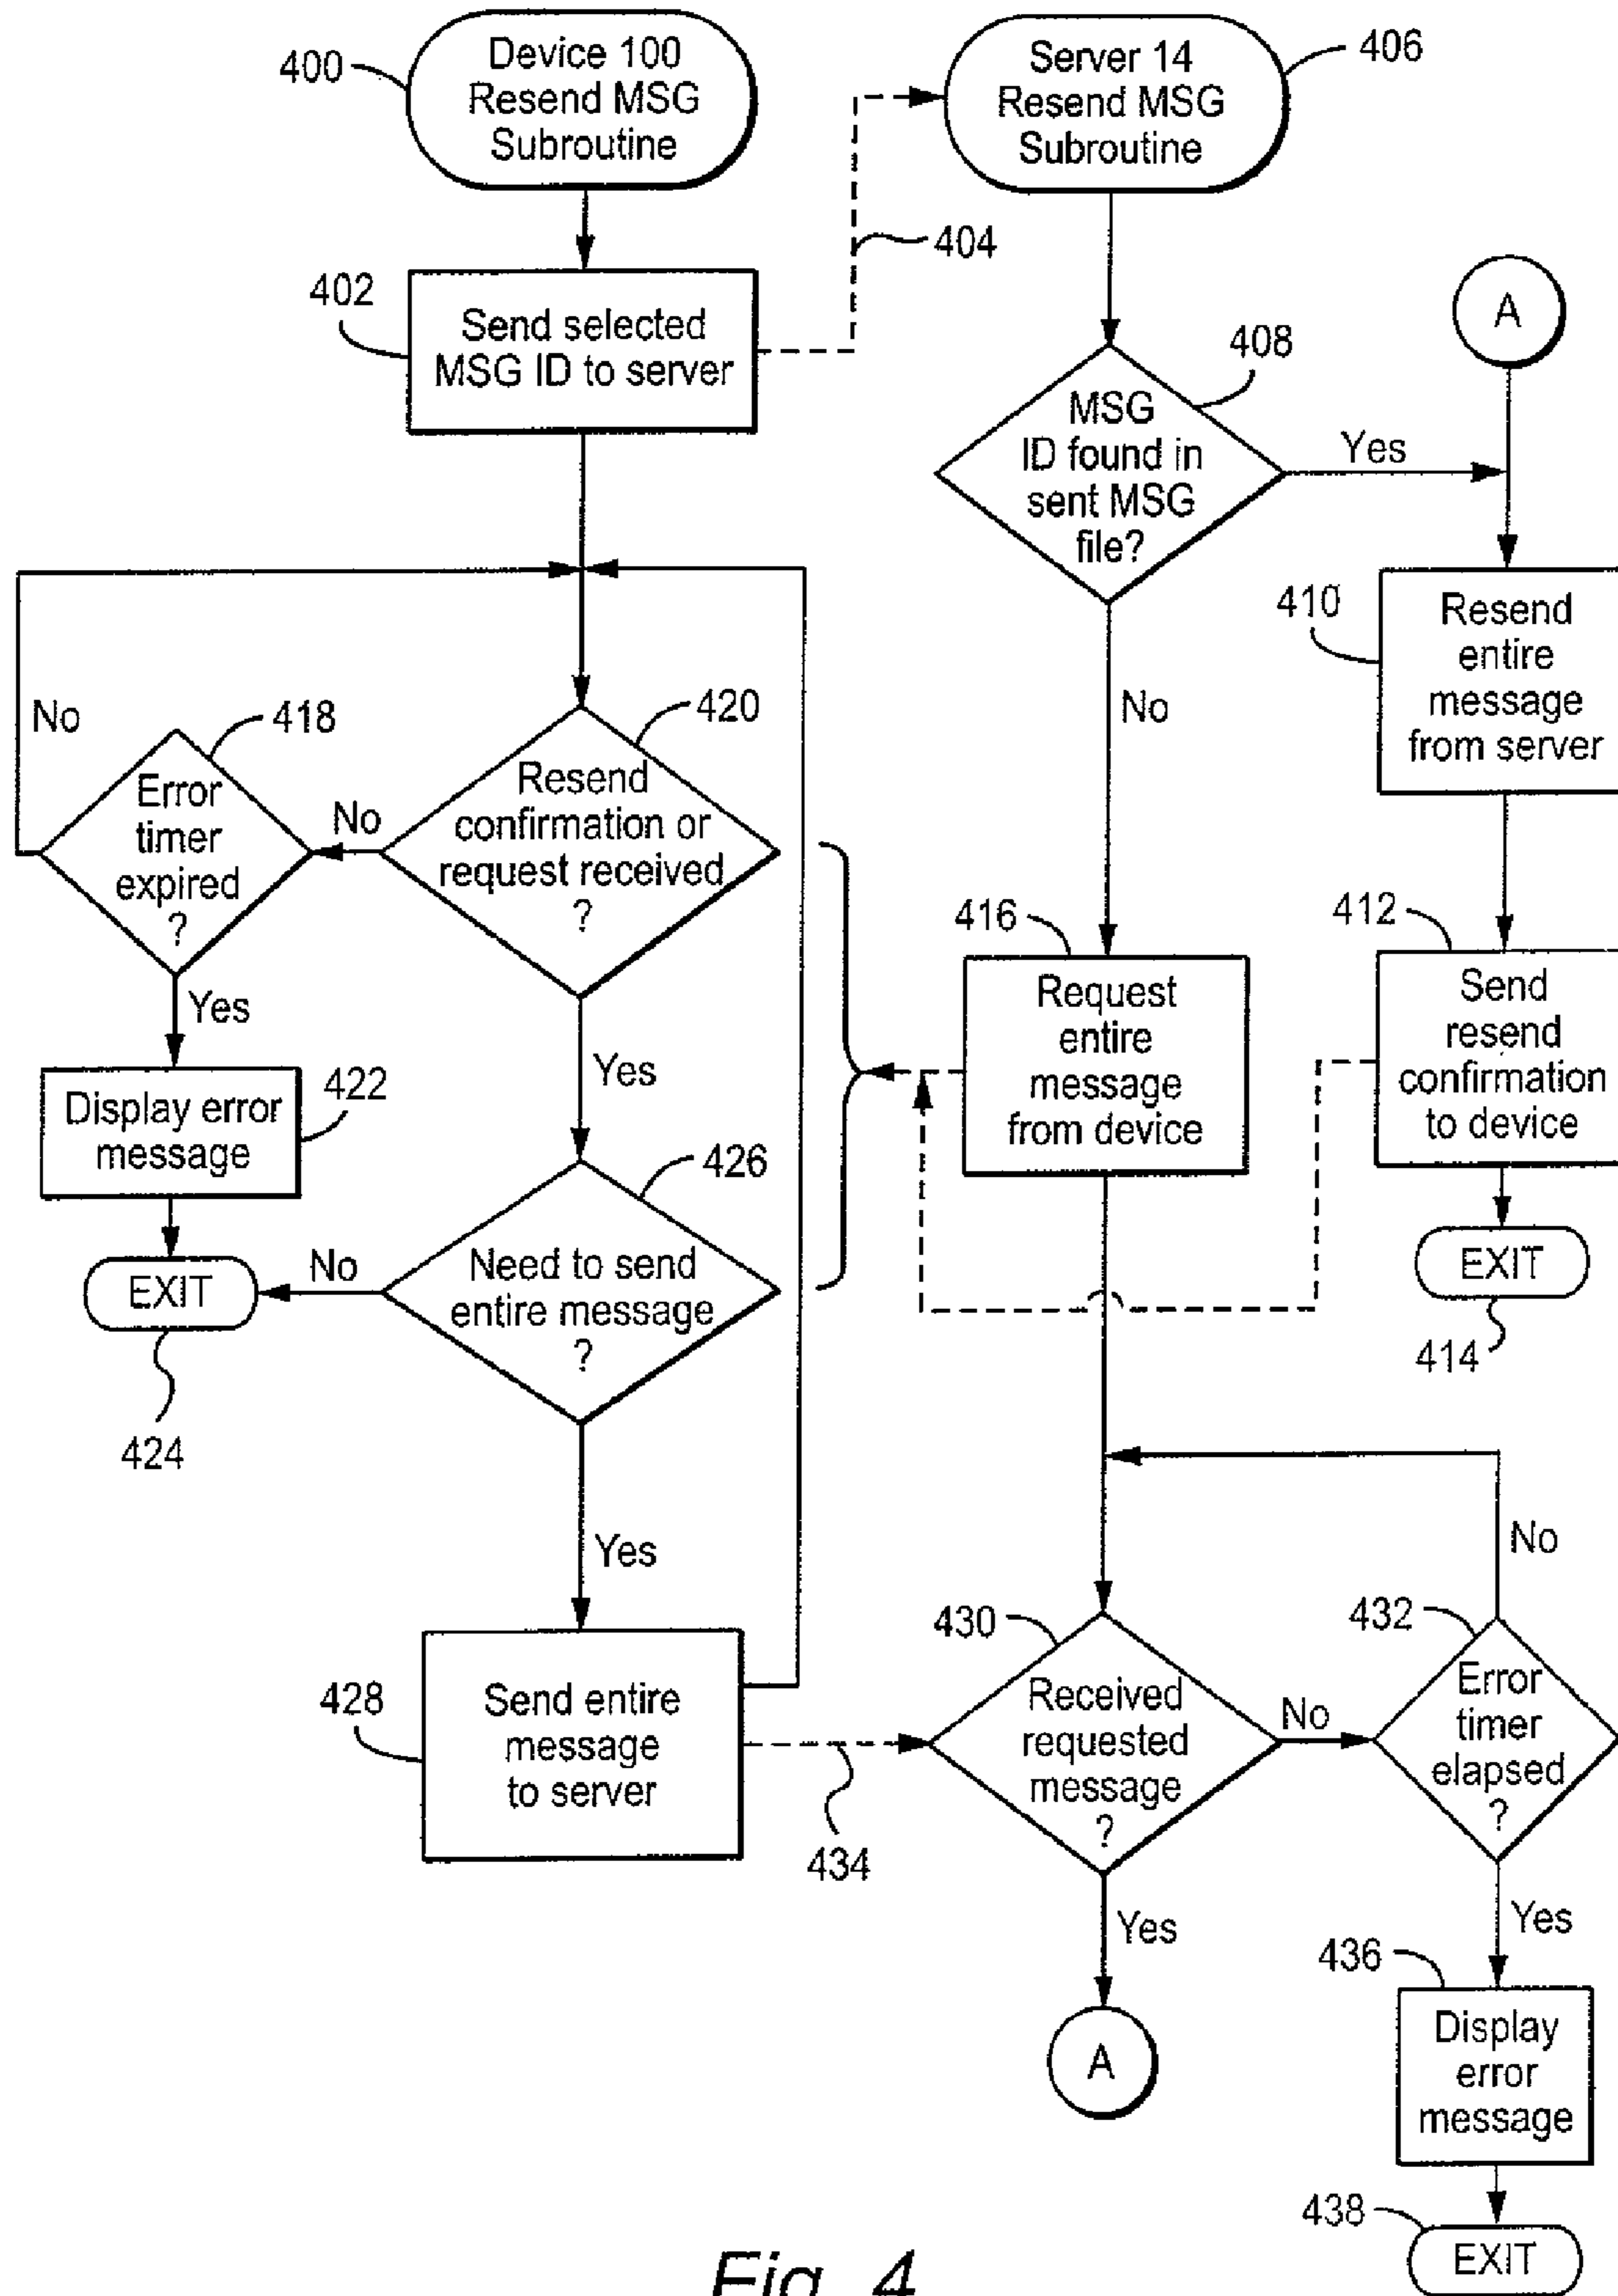 400
Device 100
Resend MSG
Subroutine
Server 14
Resend MSG
Subroutine
406
404
402
Send selected
MSG ID to server
A
408
MSG
ID found in
sent MSG
file?
Yes
No
410
Resend
entire
message
from server
No
418
Error
timer
expired
?
No
420
Resend
confirmation or
request received
?
Yes
Yes
422
Display error
message
416
Request
entire
message
from device
412
Send
resend
confirmation
to device
EXIT
414
426
Need to send
entire message
?
No
EXIT
424
Yes
428
Send entire
message
to server
434
430
Received
requested
message
?
No
432
Error
timer
elapsed
?
No
Yes
A
Yes
436
Display
error
message
438
EXIT
Fig. 4